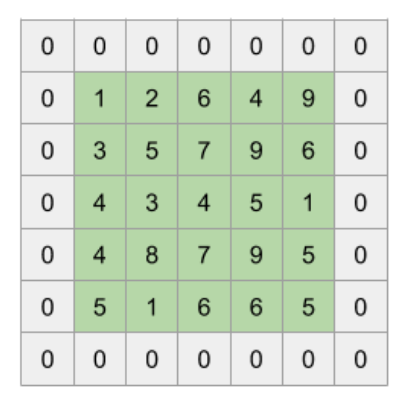 0 0 0 0 0 0 0
0 1 2 6 4 9 0
0 3 5 7 9 6 0
0 4 3 4 5 1 0
0 4 8 7 9 5 0
0 5 1 6 6 5 0
0 0 0 0 0 0 0